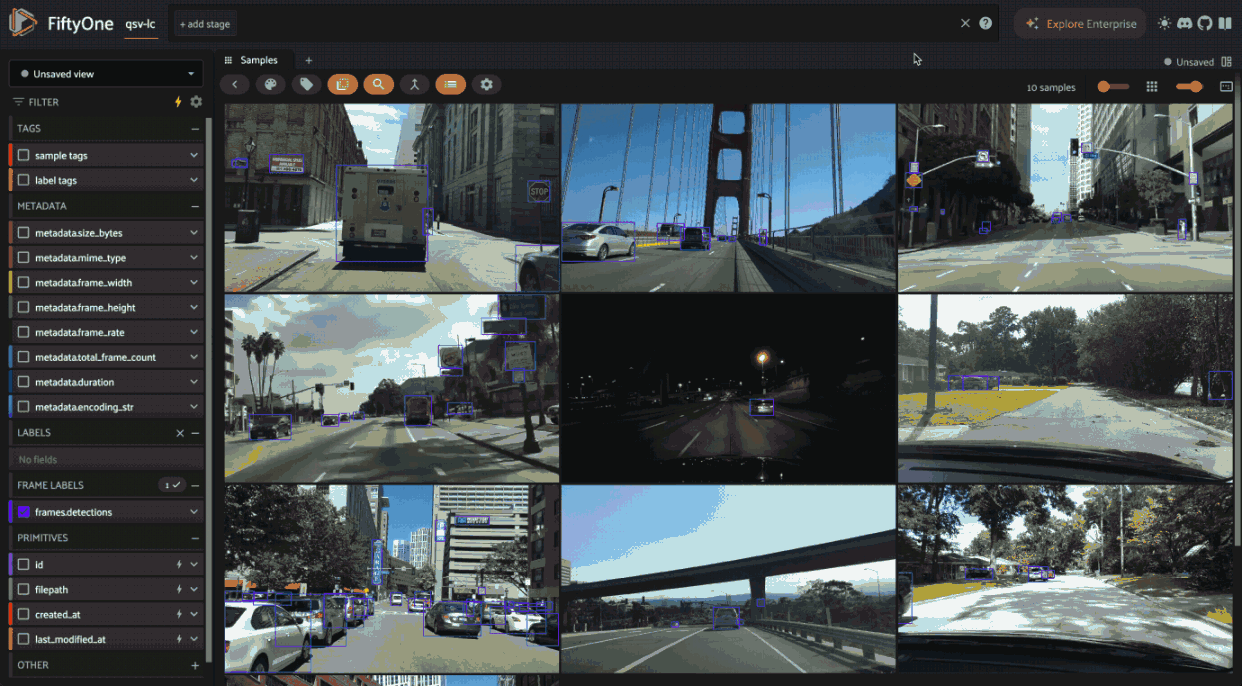 FiftyOne
qsv-lc
+ add stage
Explore Enterprise
Unsaved view
Samples
+
Unsaved
FILTER
10 samples
TAGS
sample tags
label tags
METADATA
metadata.size_bytes
metadata.mime_type
metadata.frame_width
metadata.frame_height
metadata.frame_rate
metadata.total_frame_count
metadata.duration
metadata.encoding_str
LABELS
No fields
FRAME LABELS
1
frames.detections
PRIMITIVES
id
filepath
created_at
last_modified_at
OTHER
STOP